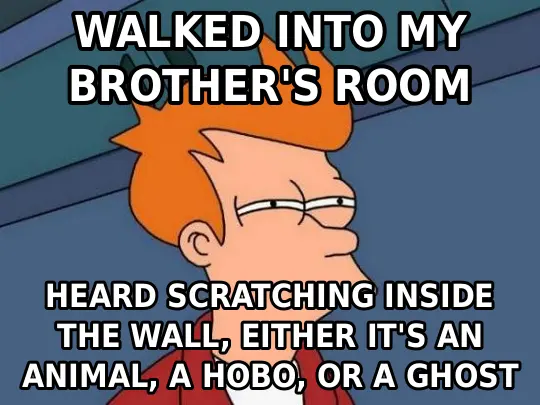 WALKED INTO MY
BROTHER'S ROOM
HEARD SCRATCHING INSIDE
THE WALL, EITHER IT'S AN
ANIMAL, A HOBO, OR A GHOST